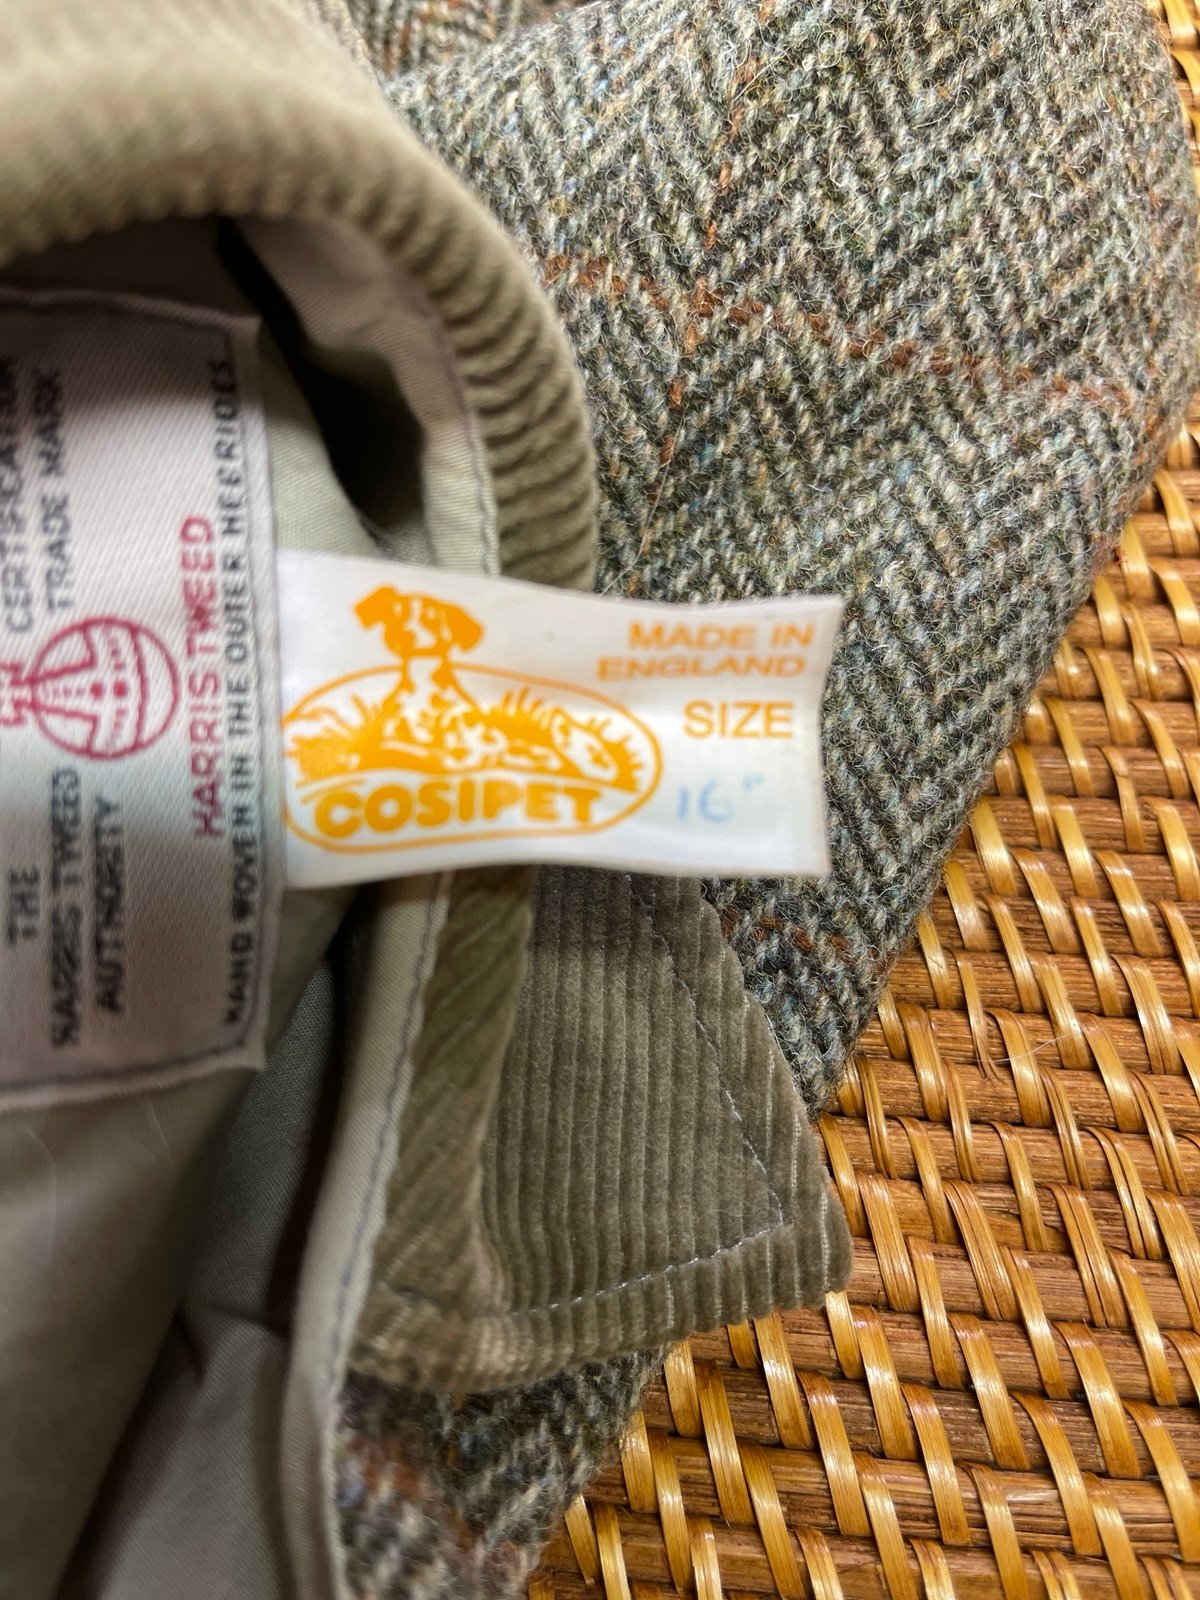 CERTIFICATION
TRADE MARK
THE
HARRIS TWEED
AUTHORITY
HARRIS TWEED
HAND WOVEN IN THE OUTER HEBRIDES
COSIPET
MADE IN
ENGLAND
SIZE
16"